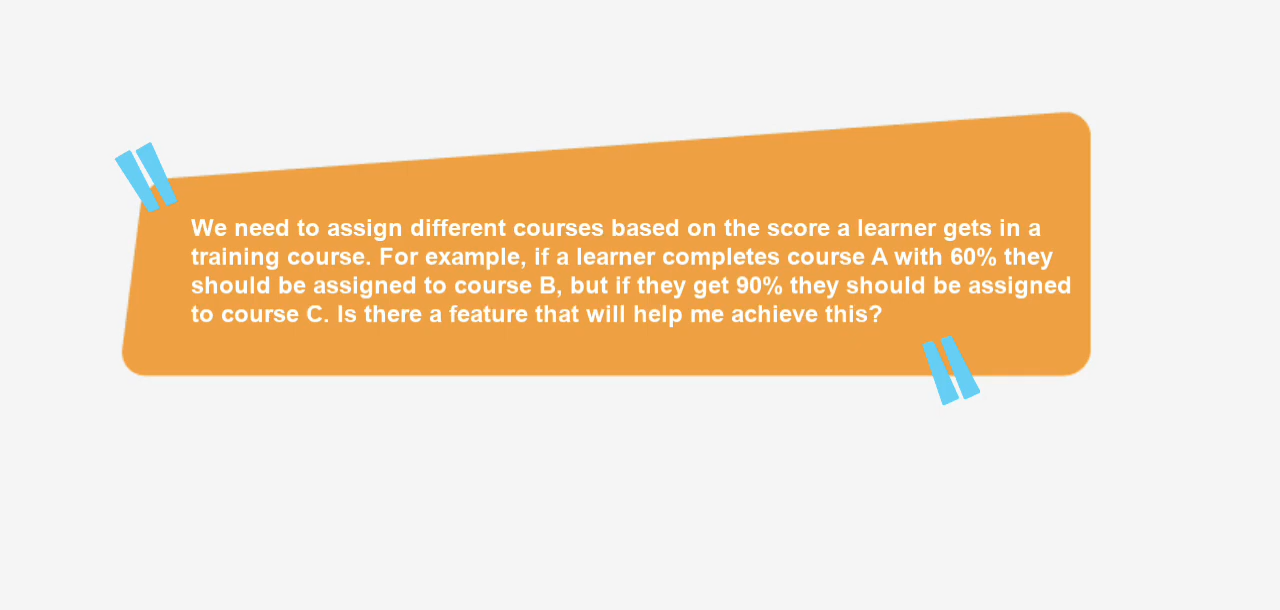 We need to assign different courses based on the score a learner gets in a
training course. For example, if a learner completes course A with 60% they
should be assigned to course B, but if they get 90% they should be assigned
to course C. Is there a feature that will help me achieve this?